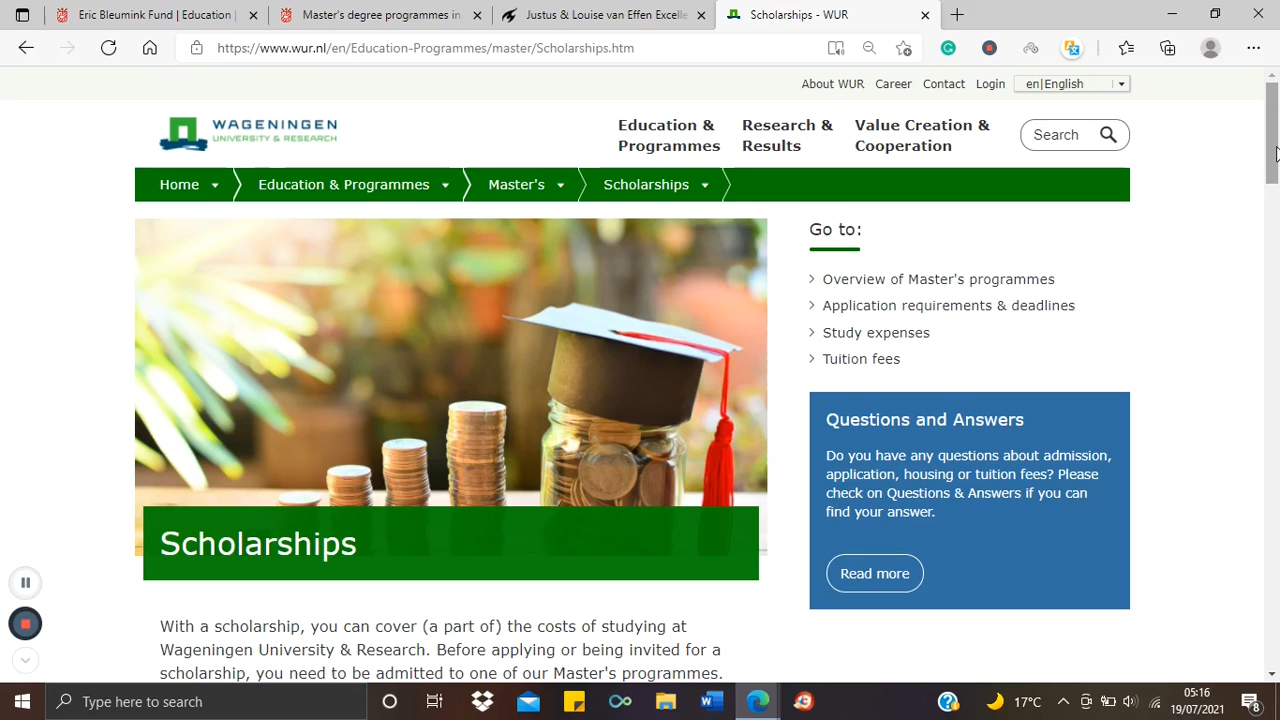 Eric Bleumink Fund | Education
Master's degree programmes in
Justus & Louise van Effen Excelle
Scholarships - WUR
https://www.wur.nl/en/Education-Programmes/master/Scholarships.htm
About WUR Career Contact Login en|English
WAGENINGEN
UNIVERSITY & RESEARCH
Education &
Programmes
Research &
Results
Value Creation &
Cooperation
Search
Home Education & Programmes Master's Scholarships
Go to:
Overview of Master's programmes
Application requirements & deadlines
Study expenses
Tuition fees
Questions and Answers
Do you have any questions about admission,
application, housing or tuition fees? Please
check on Questions & Answers if you can
find your answer.
Read more
Scholarships
With a scholarship, you can cover (a part of) the costs of studying at
Wageningen University & Research. Before applying or being invited for a
scholarship, you need to be admitted to one of our Master's programmes.
Type here to search
17°C
05:16
19/07/2021
8